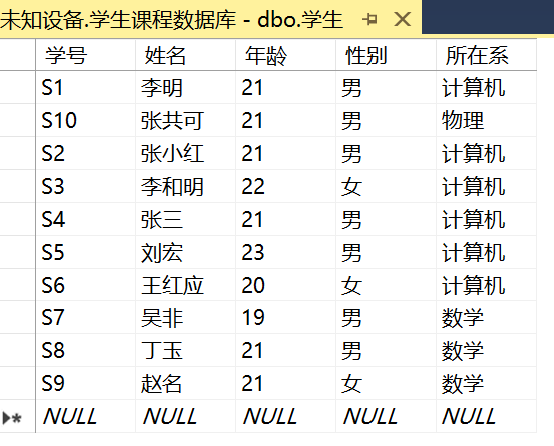 未知设备.学生课程数据库 - dbo.学生
学号 姓名 年龄 性别 所在系
S1 李明 21 男 计算机
S10 张共可 21 男 物理
S2 张小红 21 男 计算机
S3 李和明 22 女 计算机
S4 张三 21 男 计算机
S5 刘宏 23 男 计算机
S6 王红应 20 女 计算机
S7 吴非 19 男 数学
S8 丁玉 21 男 数学
S9 赵名 21 女 数学
NULL NULL NULL NULL NULL